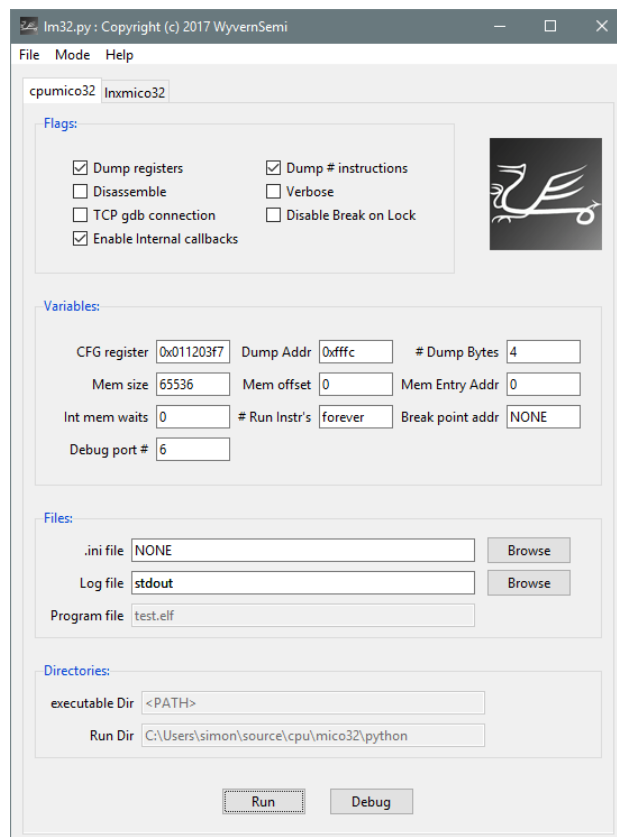 lm32.py : Copyright (c) 2017 WyvernSemi
File Mode Help
cpumico32 lnxmico32
Flags:
Dump registers Dump # instructions
Disassemble Verbose
TCP gdb connection Disable Break on Lock
Enable Internal callbacks
Variables:
CFG register 0x011203f7 Dump Addr 0xfffc # Dump Bytes 4
Mem size 65536 Mem offset 0 Mem Entry Addr 0
Int mem waits 0 # Run Instr's forever Break point addr NONE
Debug port # 6
Files:
.ini file NONE Browse
Log file stdout Browse
Program file test.elf
Directories:
executable Dir <PATH>
Run Dir C:\Users\simon\source\cpu\mico32\python
Run Debug